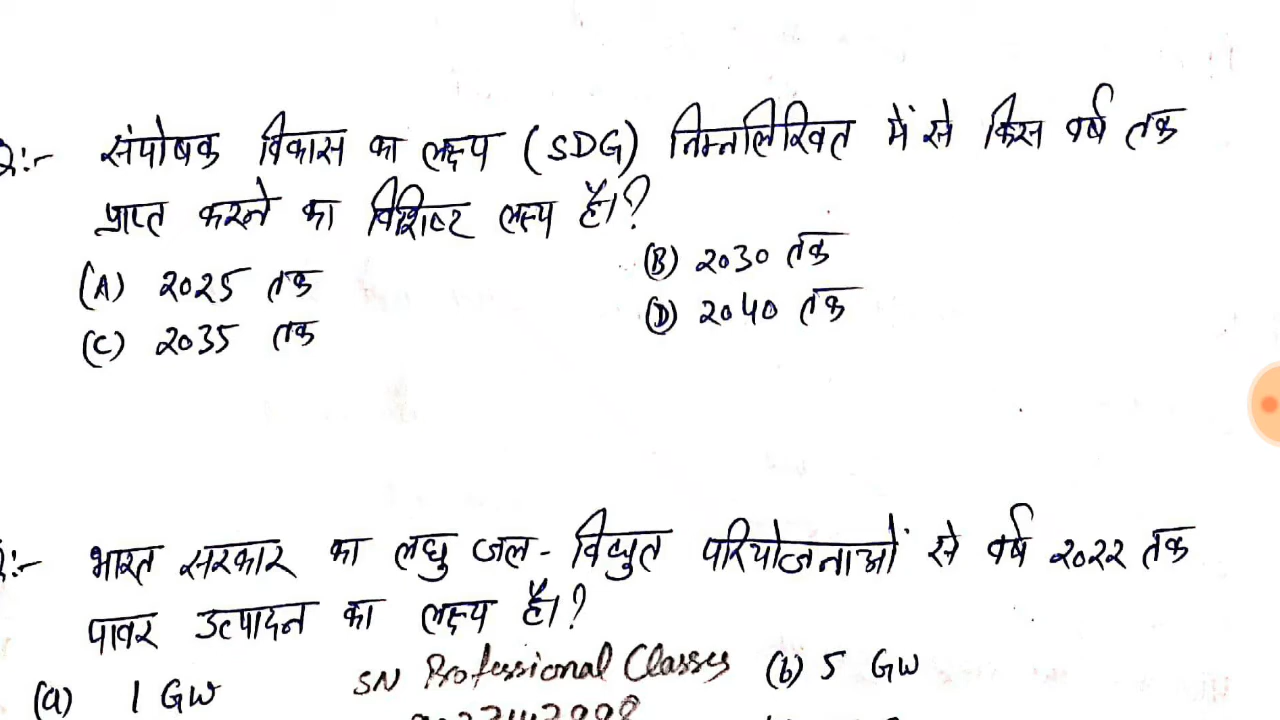 Q:- संपोषक विकास का लक्ष्य (SDG) निम्नलिखित में से किस वर्ष तक
प्राप्त करने का विशिष्ट लक्ष्य है।?
(A) 2025 तक (B) 2030 तक
(C) 2035 तक (D) 2040 तक
Q:- भारत सरकार का लघु जल-विद्युत परियोजनाओं से वर्ष 2022 तक
पावर उत्पादन का लक्ष्य है।?
(a) 1 GW SN Professional Classes (b) 5 GW